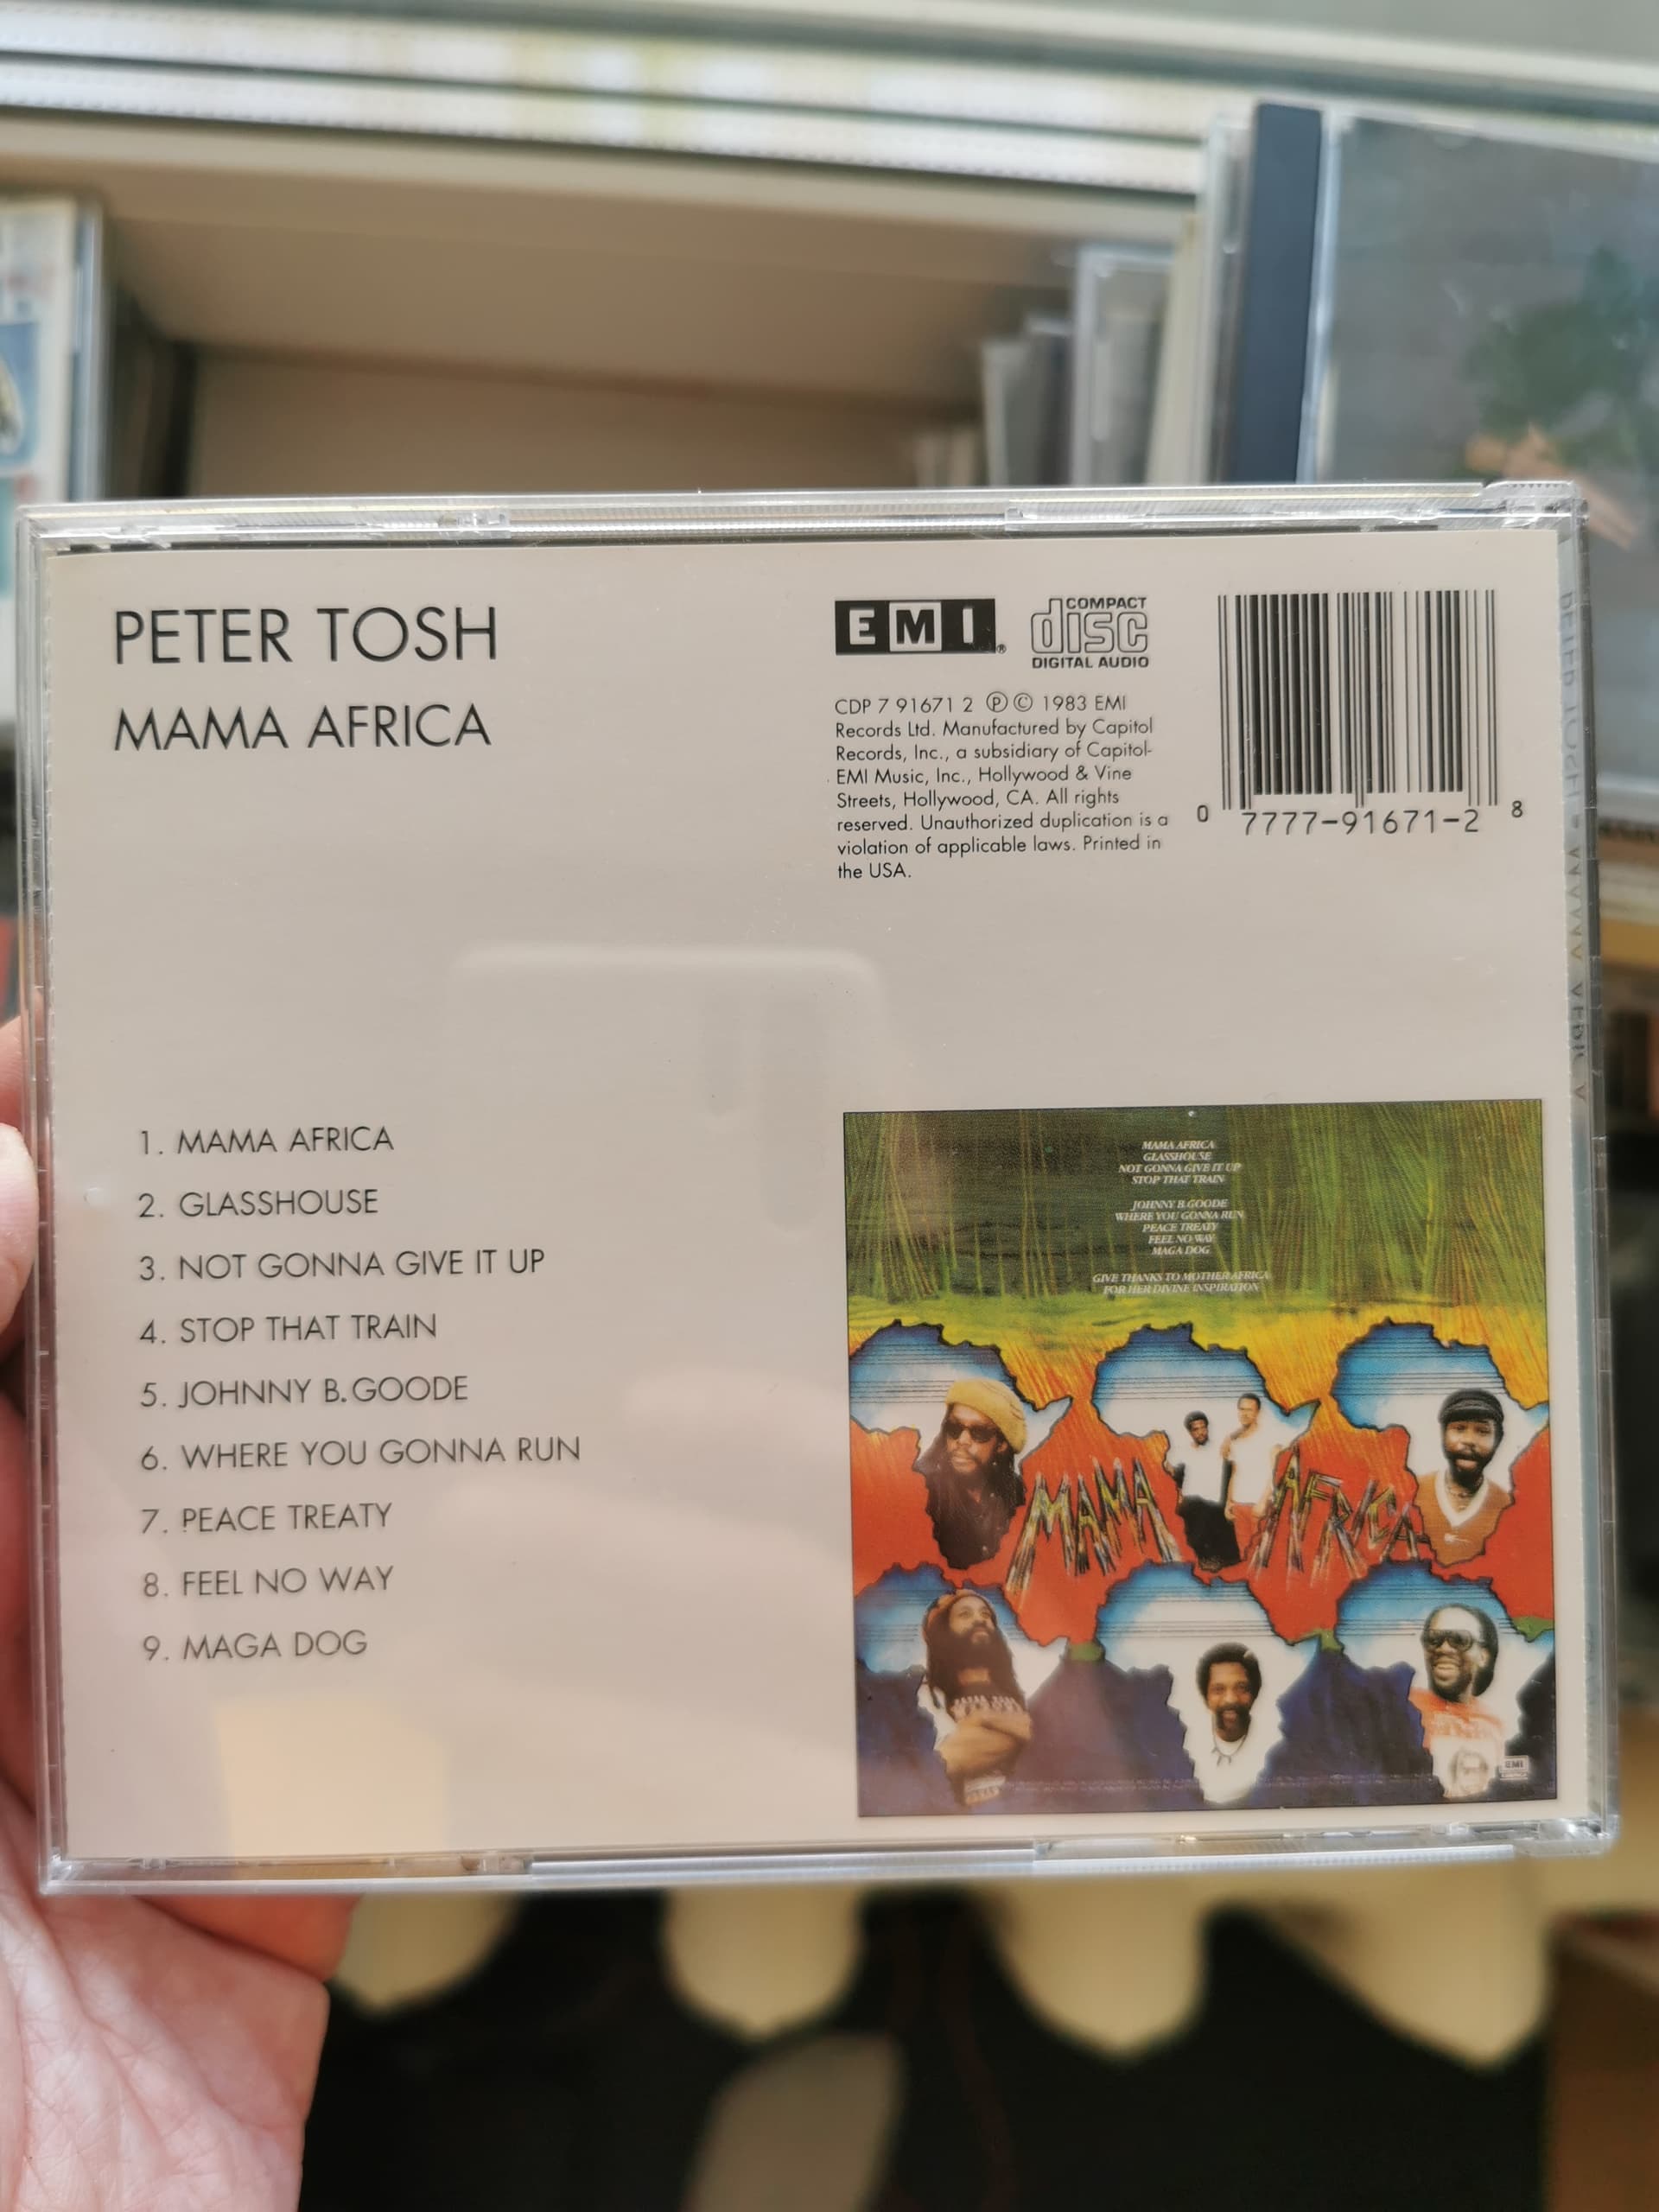 PETER TOSH
MAMA AFRICA
EMI®
COMPACT
disc
DIGITAL AUDIO
CDP 7 91671 2 ℗© 1983 EMI
Records Ltd. Manufactured by Capitol
Records, Inc., a subsidiary of Capitol-
EMI Music, Inc., Hollywood & Vine
Streets, Hollywood, CA. All rights
reserved. Unauthorized duplication is a
violation of applicable laws. Printed in
the USA.
0 7777-91671-2 8
1. MAMA AFRICA
2. GLASSHOUSE
3. NOT GONNA GIVE IT UP
4. STOP THAT TRAIN
5. JOHNNY B.GOODE
6. WHERE YOU GONNA RUN
7. PEACE TREATY
8. FEEL NO WAY
9. MAGA DOG
MAMA AFRICA
GLASSHOUSE
NOT GONNA GIVE IT UP
STOP THAT TRAIN
JOHNNY B.GOODE
WHERE YOU GONNA RUN
PEACE TREATY
FEEL NO WAY
MAGA DOG
GIVE THANKS TO MOTHER AFRICA
FOR HER DIVINE INSPIRATION
MAMA AFRICA
EMI
PETER TOSH • MAMA AFRICA